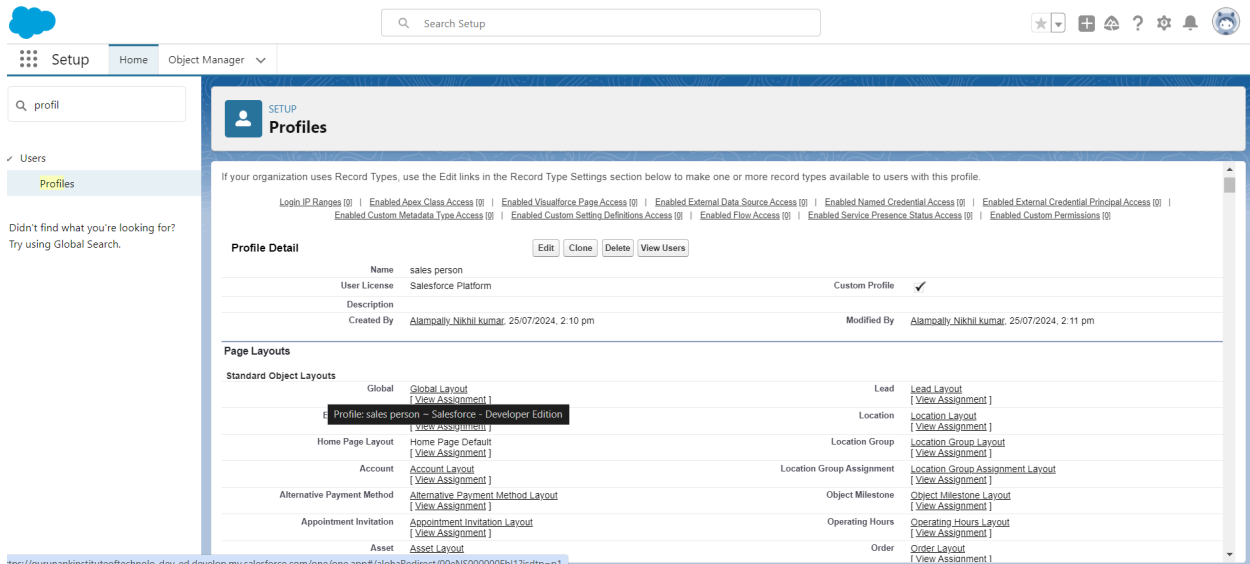 Search Setup
Setup Home Object Manager
profil
Users
Profiles
Didn't find what you're looking for?
Try using Global Search.
SETUP
Profiles
If your organization uses Record Types, use the Edit links in the Record Type Settings section below to make one or more record types available to users with this profile.
Login IP Ranges [0] | Enabled Apex Class Access [0] | Enabled Visualforce Page Access [0] | Enabled External Data Source Access [0] | Enabled Named Credential Access [0] | Enabled External Credential Principal Access [0] |
Enabled Custom Metadata Type Access [0] | Enabled Custom Setting Definitions Access [0] | Enabled Flow Access [0] | Enabled Service Presence Status Access [0] | Enabled Custom Permissions [0]
Profile Detail Edit Clone Delete View Users
Name sales person
User License Salesforce Platform Custom Profile ✓
Description
Created By Alampally Nikhil kumar, 25/07/2024, 2:10 pm Modified By Alampally Nikhil kumar, 25/07/2024, 2:11 pm
Page Layouts
Standard Object Layouts
Global Global Layout Lead Lead Layout
[ View Assignment ] [ View Assignment ]
E Profile: sales person ~ Salesforce - Developer Edition Location Location Layout
[ View Assignment ] [ View Assignment ]
Home Page Layout Home Page Default Location Group Location Group Layout
[ View Assignment ] [ View Assignment ]
Account Account Layout Location Group Assignment Location Group Assignment Layout
[ View Assignment ] [ View Assignment ]
Alternative Payment Method Alternative Payment Method Layout Object Milestone Object Milestone Layout
[ View Assignment ] [ View Assignment ]
Appointment Invitation Appointment Invitation Layout Operating Hours Operating Hours Layout
[ View Assignment ] [ View Assignment ]
Asset Asset Layout Order Order Layout
[ View Assignment ]